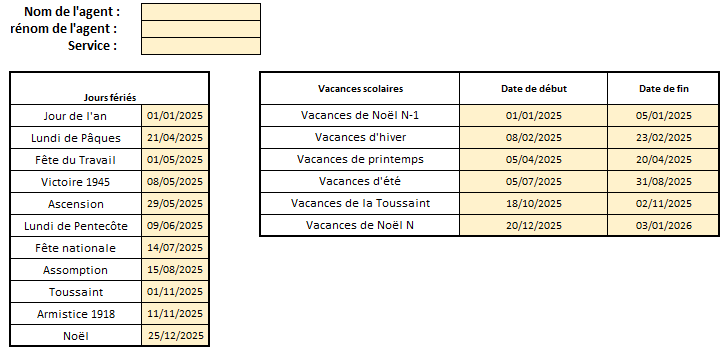 Nom de l'agent :
rénom de l'agent :
Service :
Jours fériés
Jour de l'an 01/01/2025
Lundi de Pâques 21/04/2025
Fête du Travail 01/05/2025
Victoire 1945 08/05/2025
Ascension 29/05/2025
Lundi de Pentecôte 09/06/2025
Fête nationale 14/07/2025
Assomption 15/08/2025
Toussaint 01/11/2025
Armistice 1918 11/11/2025
Noël 25/12/2025
Vacances scolaires Date de début Date de fin
Vacances de Noël N-1 01/01/2025 05/01/2025
Vacances d'hiver 08/02/2025 23/02/2025
Vacances de printemps 05/04/2025 20/04/2025
Vacances d'été 05/07/2025 31/08/2025
Vacances de la Toussaint 18/10/2025 02/11/2025
Vacances de Noël N 20/12/2025 03/01/2026